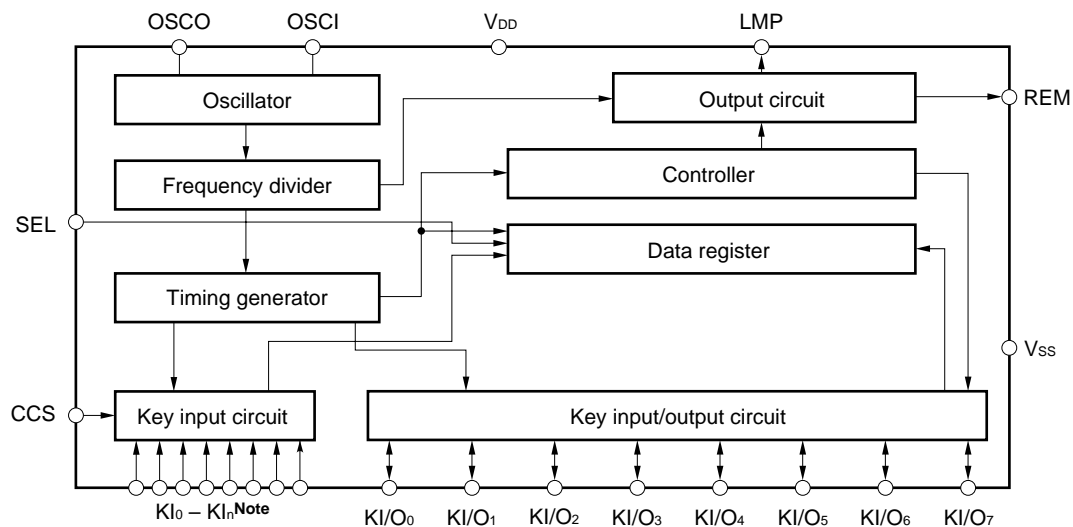 OSCO OSCI VDD LMP
Oscillator
Output circuit
REM
Frequency divider
Controller
SEL
Data register
Timing generator
VSS
CCS
Key input circuit
Key input/output circuit
KI0 – KInNote
KI/O0 KI/O1 KI/O2 KI/O3 KI/O4 KI/O5 KI/O6 KI/O7